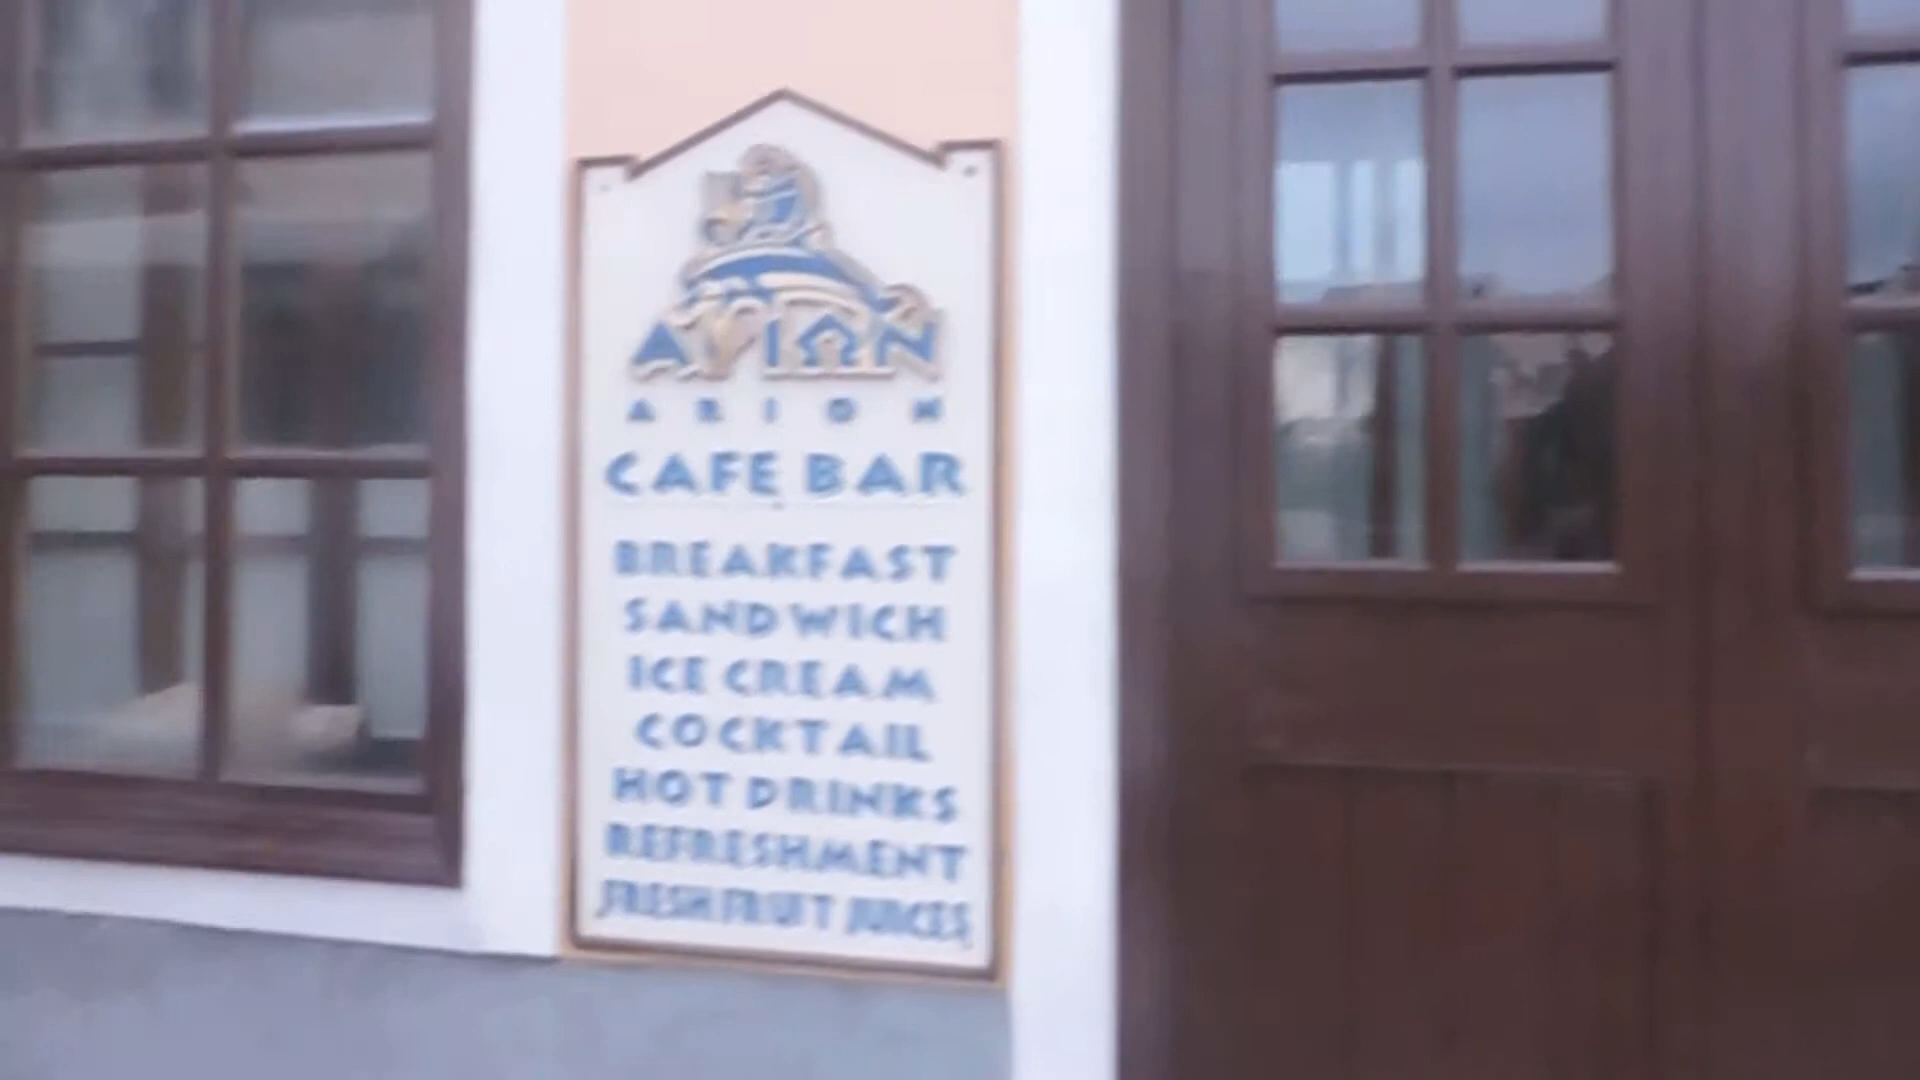 ΑΡΙΩΝ
ARION
CAFE BAR
BREAKFAST
SANDWICH
ICE CREAM
COCKTAIL
HOT DRINKS
REFRESHMENT
FRESH FRUIT JUICES